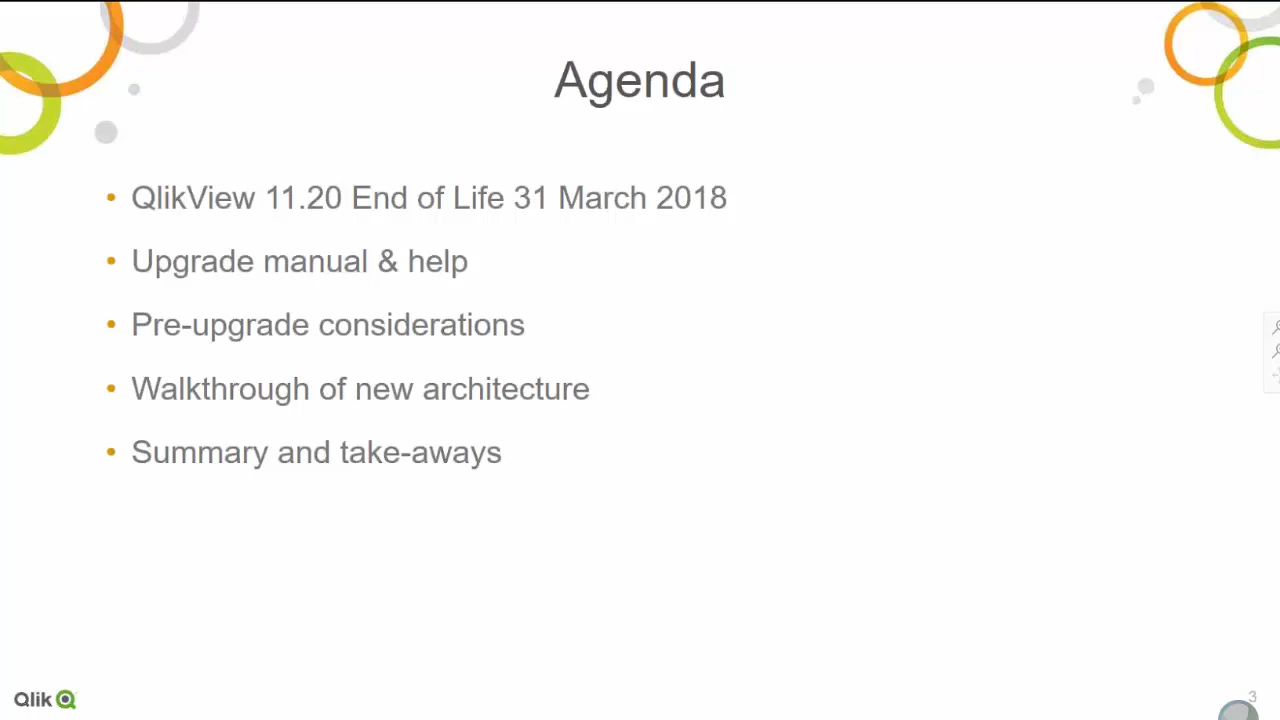 Agenda
• QlikView 11.20 End of Life 31 March 2018
• Upgrade manual & help
• Pre-upgrade considerations
• Walkthrough of new architecture
• Summary and take-aways
Qlik
3